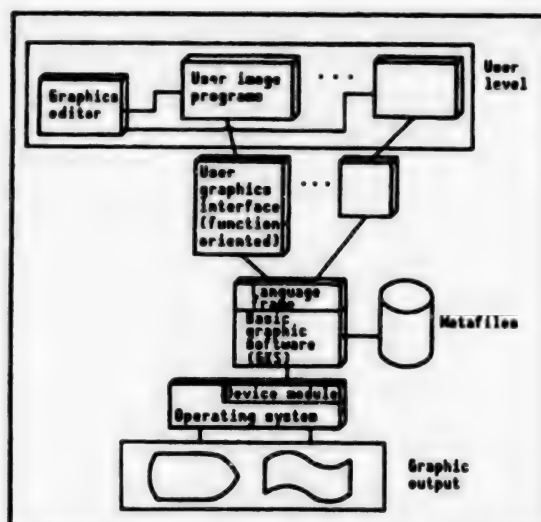 User image
programs
...
User
level
Graphics
editor
User
graphics
interface
(function
oriented)
...
Language
frame
Basic
graphic
software
(GKS)
Metafiles
Device module
Operating system
Graphic
output